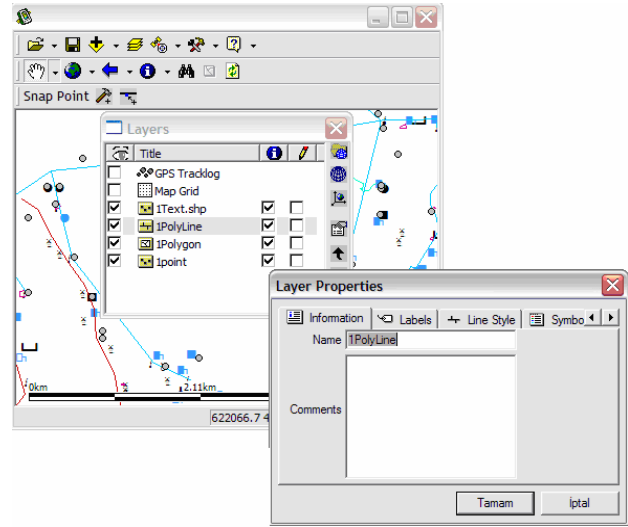 Snap Point
Layers
Title
GPS Tracklog
Map Grid
1Text.shp
1PolyLine
1Polygon
1point
0km
2.11km
622066.7 4
Layer Properties
Information Labels Line Style Symbo
Name 1PolyLine
Comments
Tamam İptal